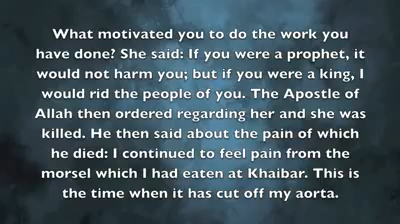 What motivated you to do the work you
have done? She said: If you were a prophet, it
would not harm you; but if you were a king, I
would rid the people of you. The Apostle of
Allah then ordered regarding her and she was
killed. He then said about the pain of which
he died: I continued to feel pain from the
morsel which I had eaten at Khaibar. This is
the time when it has cut off my aorta.